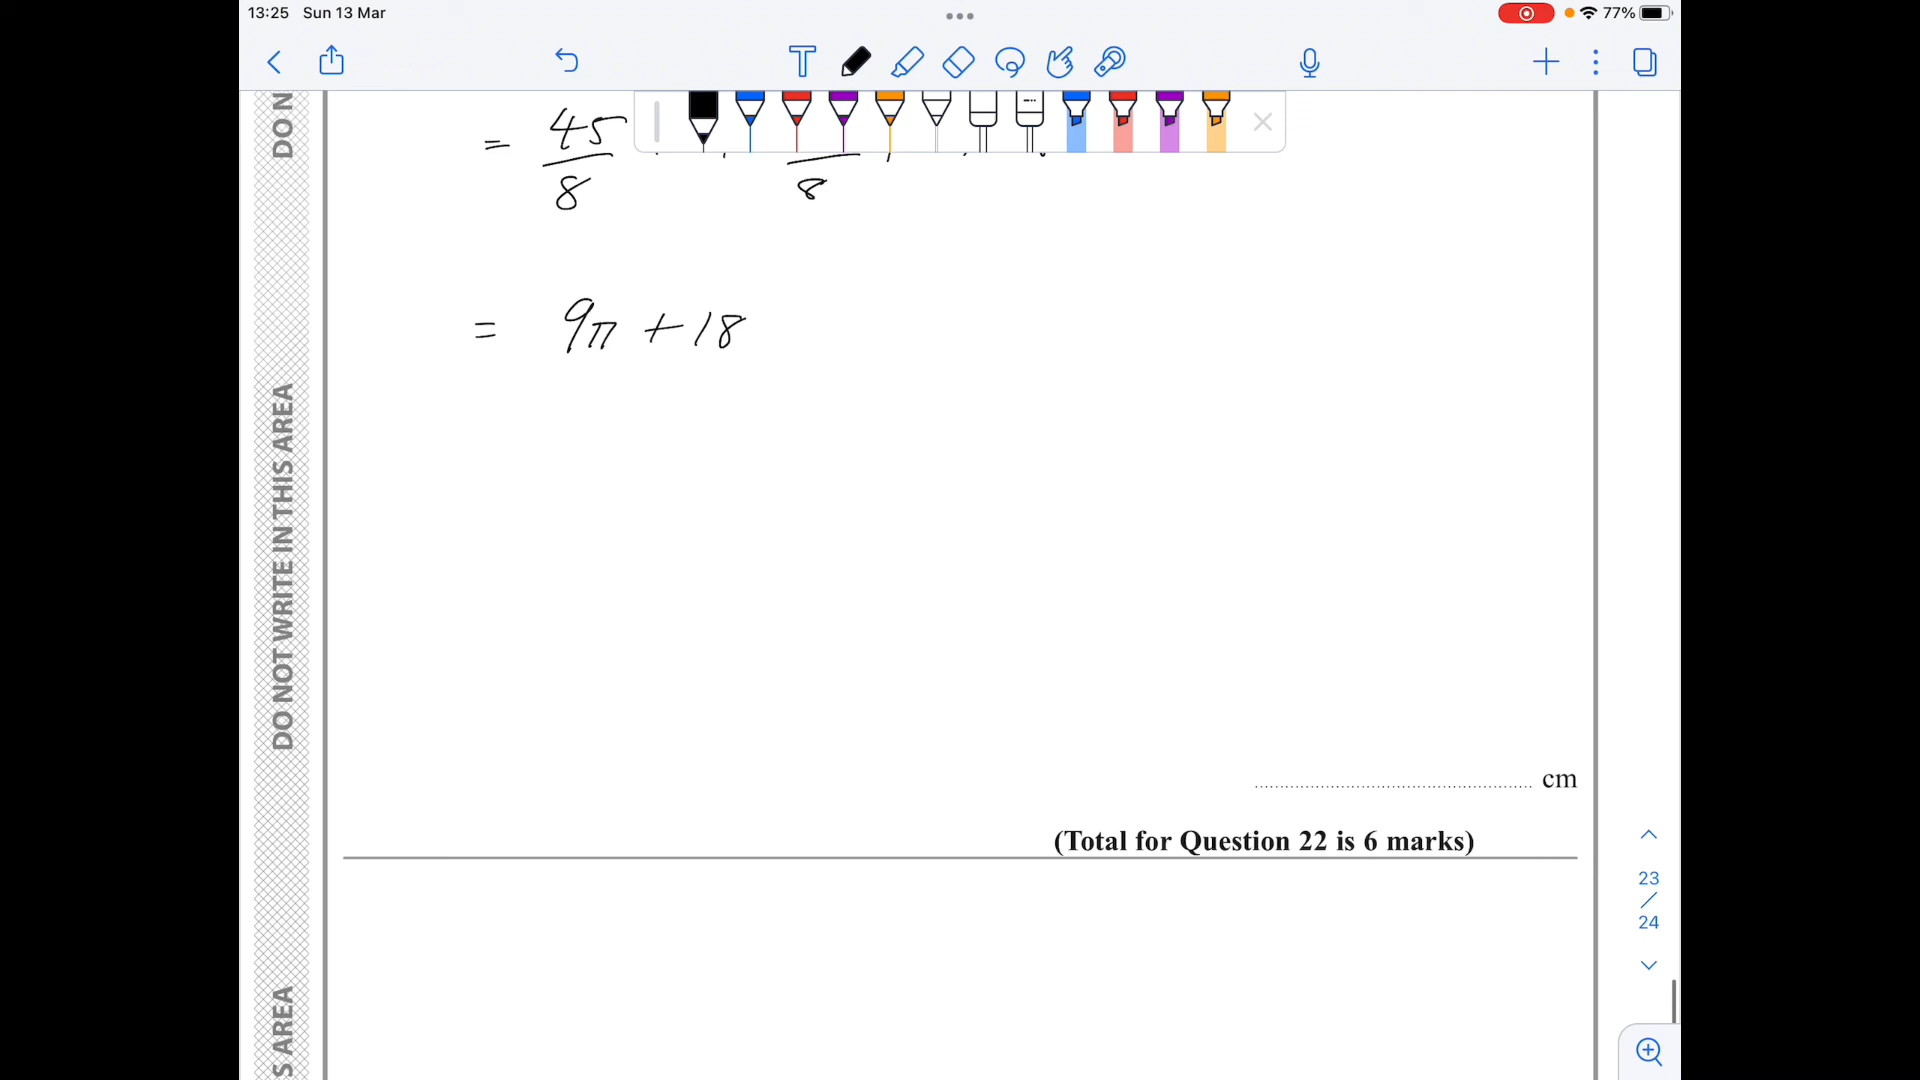 13:25 Sun 13 Mar
77%
DO N
= 45
8
8
= 9π + 18
DO NOT WRITE IN THIS AREA
cm
(Total for Question 22 is 6 marks)
23
/
24
S AREA